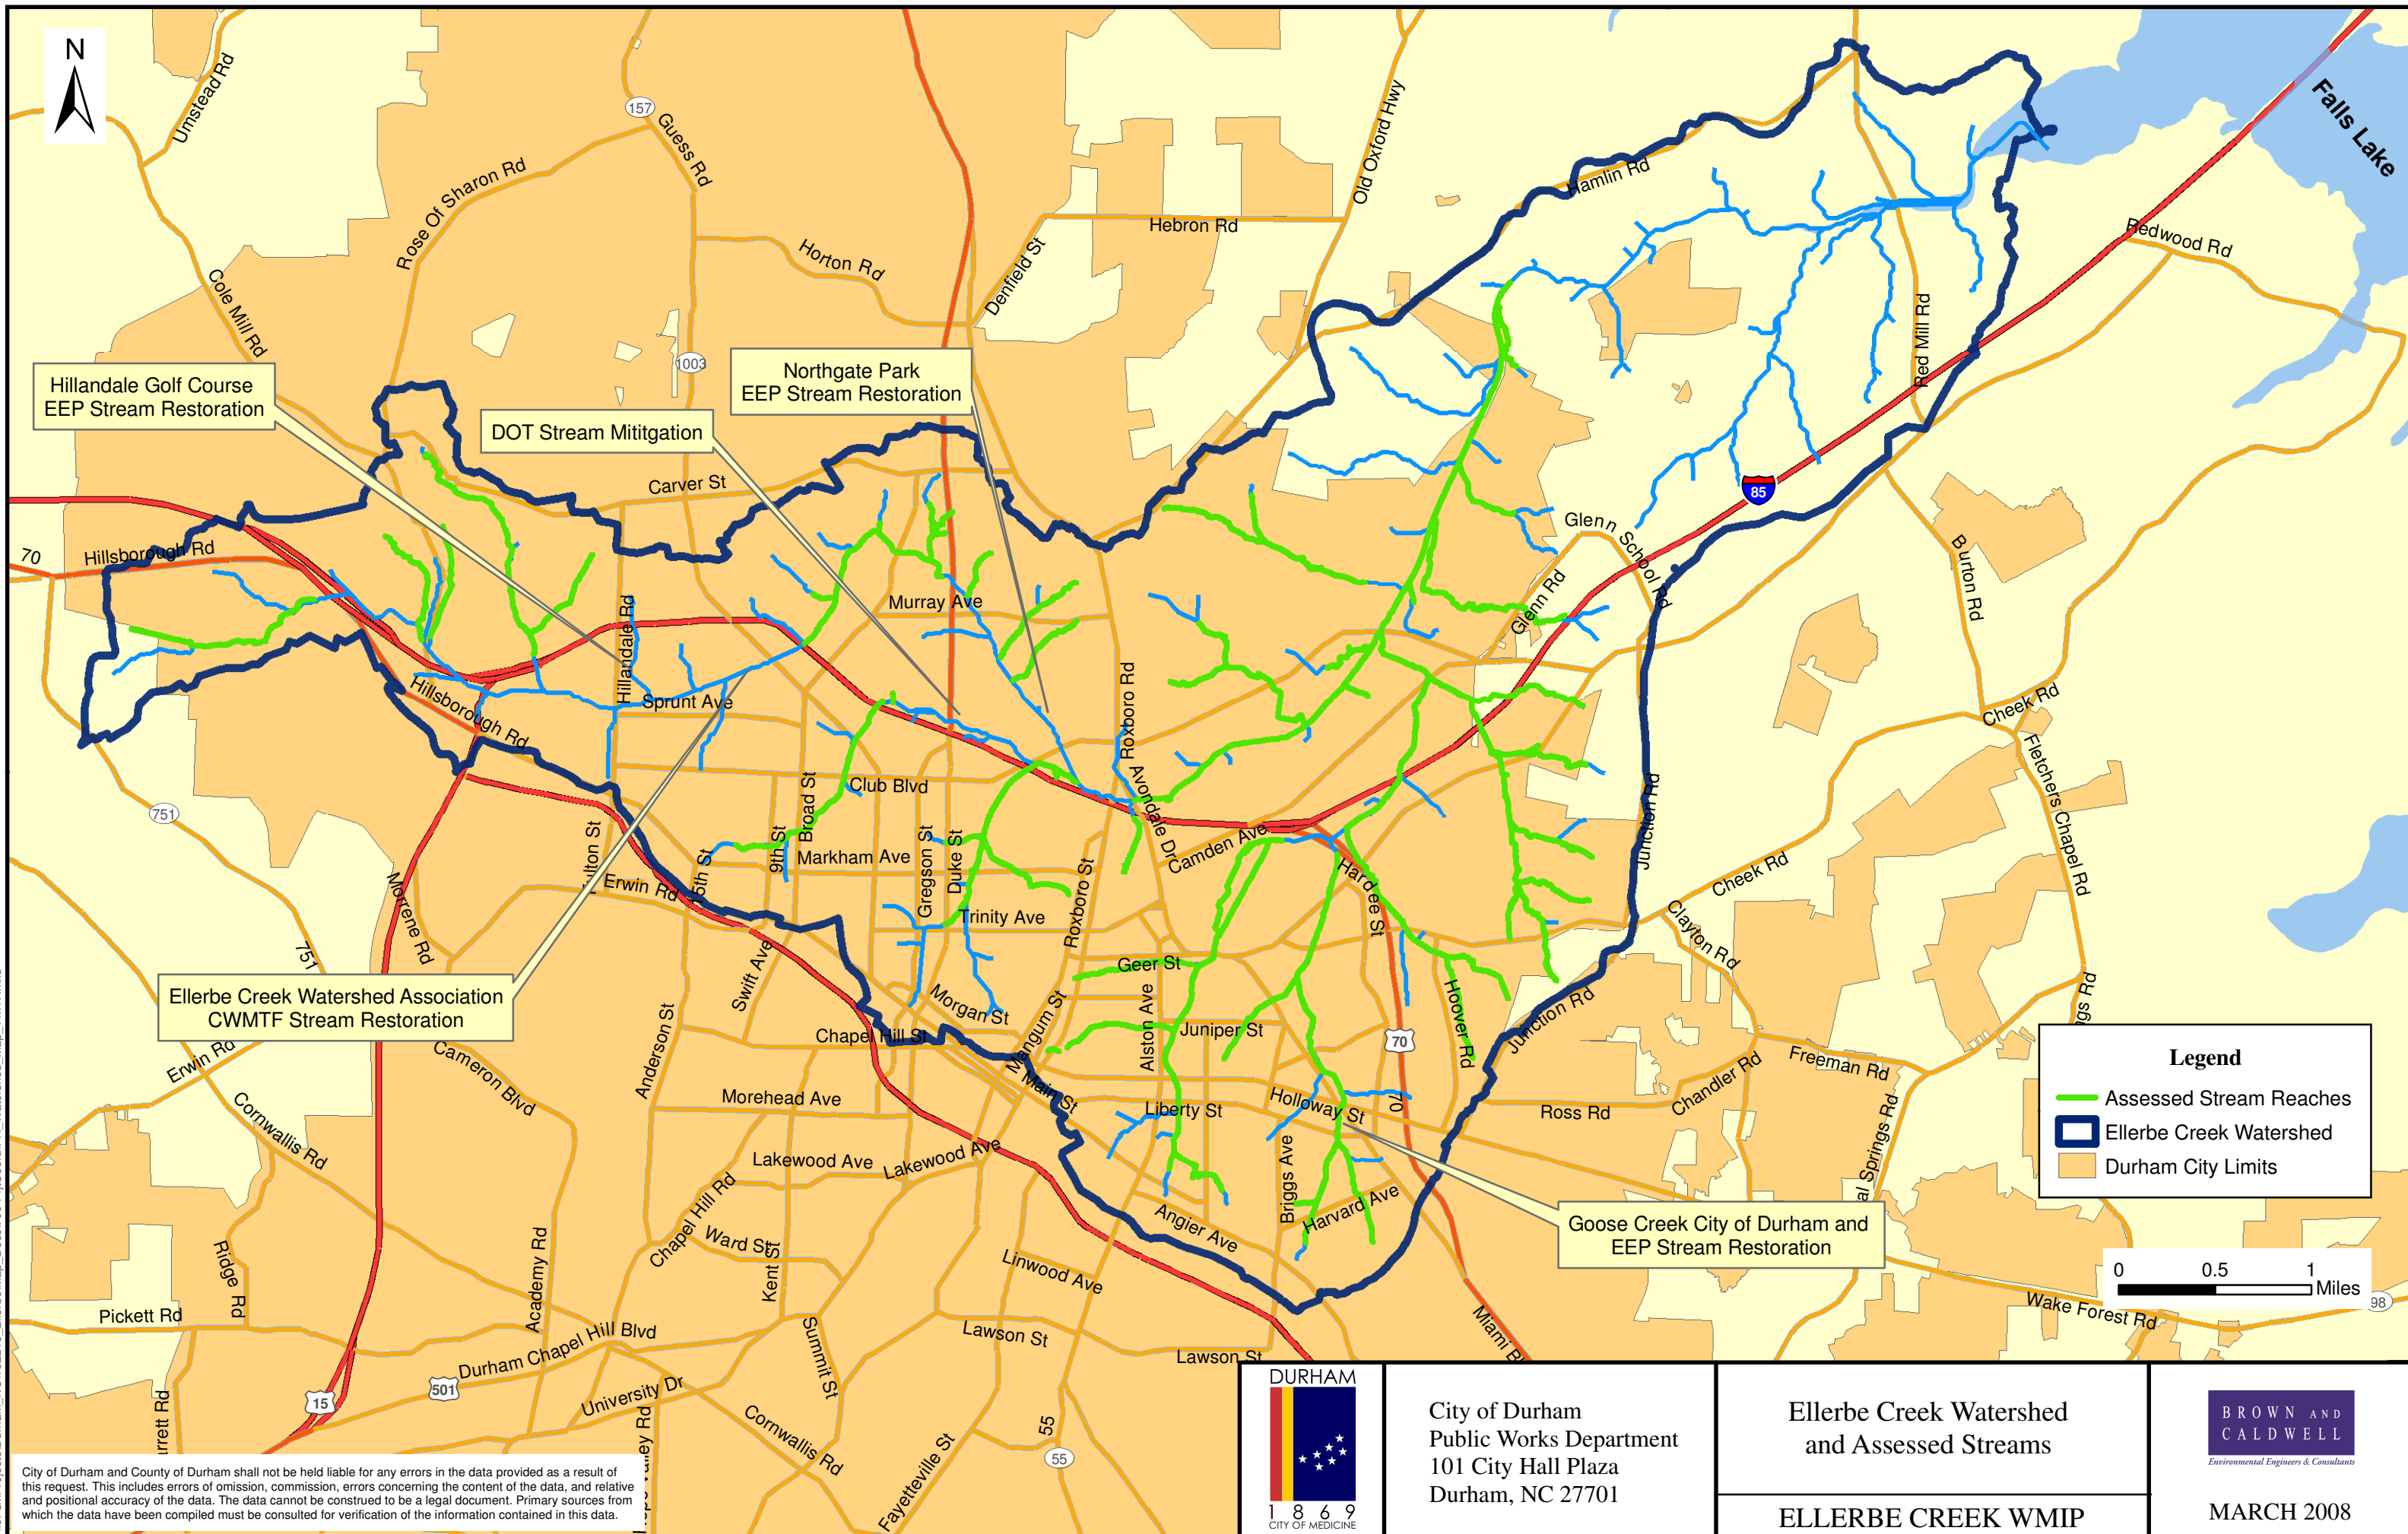 N
Umstead Rd
157
Guess Rd
Rose Of Sharon Rd
Old Oxford Hwy
Falls Lake
Hamlin Rd
Hebron Rd
Horton Rd
Denfield St
Redwood Rd
Cole Mill Rd
Red Mill Rd
1003
Hillandale Golf Course
EEP Stream Restoration
Northgate Park
EEP Stream Restoration
DOT Stream Mititgation
Carver St
85
Glenn School Rd
Burton Rd
70
Hillsborough Rd
Murray Ave
Glenn Rd
Hillandale Rd
Sprunt Ave
Hillsborough Rd
Roxboro Rd
Cheek Rd
Fletchers Chapel Rd
Club Blvd
Broad St
Avondale Dr
Junction Rd
751
9th St
Markham Ave
Gregson St
Duke St
Camden Ave
Erwin Rd
15th St
Hardee St
Cheek Rd
Morrene Rd
Trinity Ave
Roxboro St
Clayton Rd
751
Swift Ave
Geer St
Hoover Rd
Ellerbe Creek Watershed Association
CWMTF Stream Restoration
Morgan St
Mangum St
Alston Ave
Juniper St
Junction Rd
Anderson St
Chapel Hill St
70
Freeman Rd
Chandler Rd
Erwin Rd
Cameron Blvd
Main St
Morehead Ave
Liberty St
Holloway St
70
Ross Rd
Cornwallis Rd
Lakewood Ave
Lakewood Ave
Briggs Ave
Harvard Ave
Chapel Hill Rd
Angier Ave
Ward St
Kent St
Linwood Ave
Goose Creek City of Durham and
EEP Stream Restoration
Legend
Assessed Stream Reaches
Ellerbe Creek Watershed
Durham City Limits
0 0.5 1
Miles
Ridge Rd
Academy Rd
Pickett Rd
Summit St
Lawson St
Lawson St
Miami
Wake Forest Rd
98
Durham Chapel Hill Blvd
501
15
University Dr
Cornwallis Rd
Fayetteville St
55
55
City of Durham and County of Durham shall not be held liable for any errors in the data provided as a result of
this request. This includes errors of omission, commission, errors concerning the content of the data, and relative
and positional accuracy of the data. The data cannot be construed to be a legal document. Primary sources from
which the data have been compiled must be consulted for verification of the information contained in this data.
DURHAM
1 8 6 9
CITY OF MEDICINE
City of Durham
Public Works Department
101 City Hall Plaza
Durham, NC 27701
Ellerbe Creek Watershed
and Assessed Streams
ELLERBE CREEK WMIP
BROWN AND
CALDWELL
Environmental Engineers & Consultants
MARCH 2008